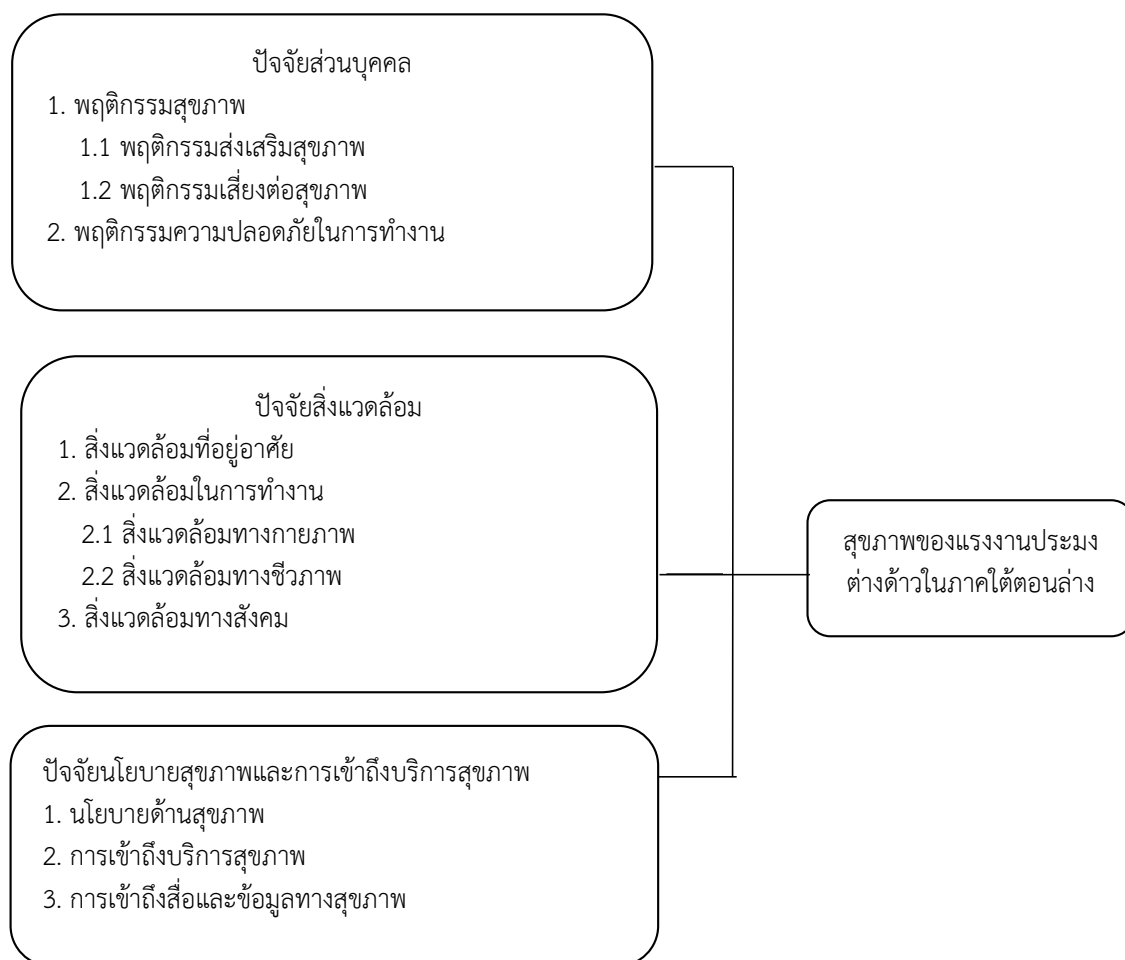 ปัจจัยส่วนบุคคล
1. พฤติกรรมสุขภาพ
1.1 พฤติกรรมส่งเสริมสุขภาพ
1.2 พฤติกรรมเสี่ยงต่อสุขภาพ
2. พฤติกรรมความปลอดภัยในการทำงาน
ปัจจัยสิ่งแวดล้อม
1. สิ่งแวดล้อมที่อยู่อาศัย
2. สิ่งแวดล้อมในการทำงาน
2.1 สิ่งแวดล้อมทางกายภาพ
2.2 สิ่งแวดล้อมทางชีวภาพ
3. สิ่งแวดล้อมทางสังคม
ปัจจัยนโยบายสุขภาพและการเข้าถึงบริการสุขภาพ
1. นโยบายด้านสุขภาพ
2. การเข้าถึงบริการสุขภาพ
3. การเข้าถึงสื่อและข้อมูลทางสุขภาพ
สุขภาพของแรงงานประมง
ต่างด้าวในภาคใต้ตอนล่าง